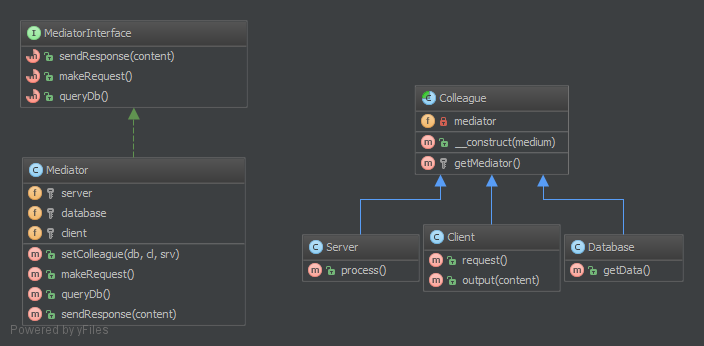 MediatorInterface
sendResponse(content)
makeRequest()
queryDb()
Mediator
server
database
client
setColleague(db, cl, srv)
makeRequest()
queryDb()
sendResponse(content)
Colleague
mediator
__construct(medium)
getMediator()
Server
process()
Client
request()
output(content)
Database
getData()
Powered by yFiles